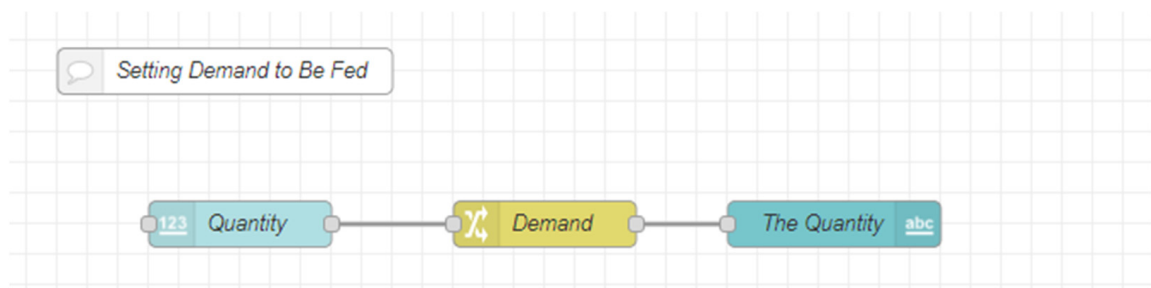 Setting Demand to Be Fed
123 Quantity Demand The Quantity abc